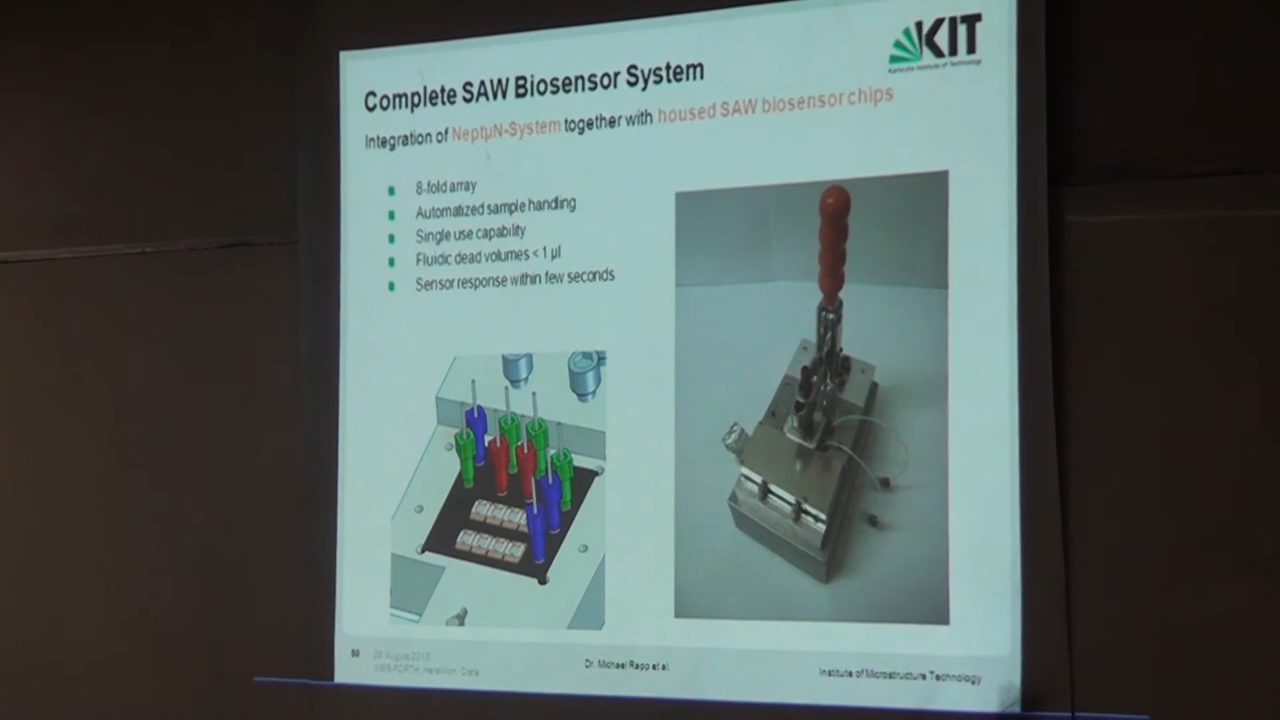 KIT
Karlsruhe Institute of Technology
Complete SAW Biosensor System
Integration of NeptµN-System together with housed SAW biosensor chips
8-fold array
Automatized sample handling
Single use capability
Fluidic dead volumes < 1 µl
Sensor response within few seconds
50
29. August 2013
Heraklion, Crete
Dr. Michael Rapp et al.
Institute of Microstructure Technology